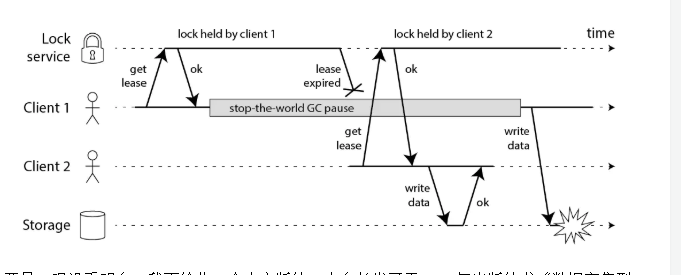 lock held by client 1
lock held by client 2
time
Lock
service
get
lease
ok
lease
expired
ok
Client 1
stop-the-world GC pause
get
lease
write
data
Client 2
write
data
ok
Storage